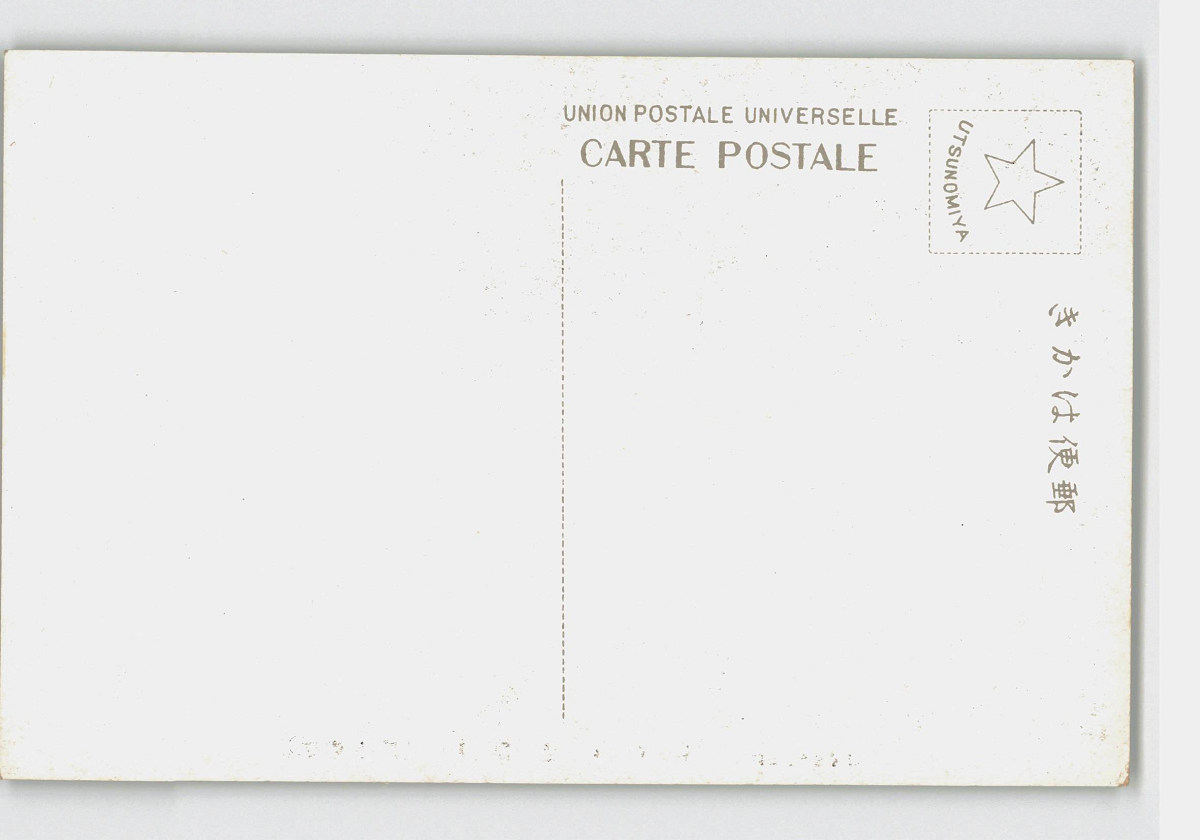 UNION POSTALE UNIVERSELLE
CARTE POSTALE
UTSUNOMIYA
きかは便郵